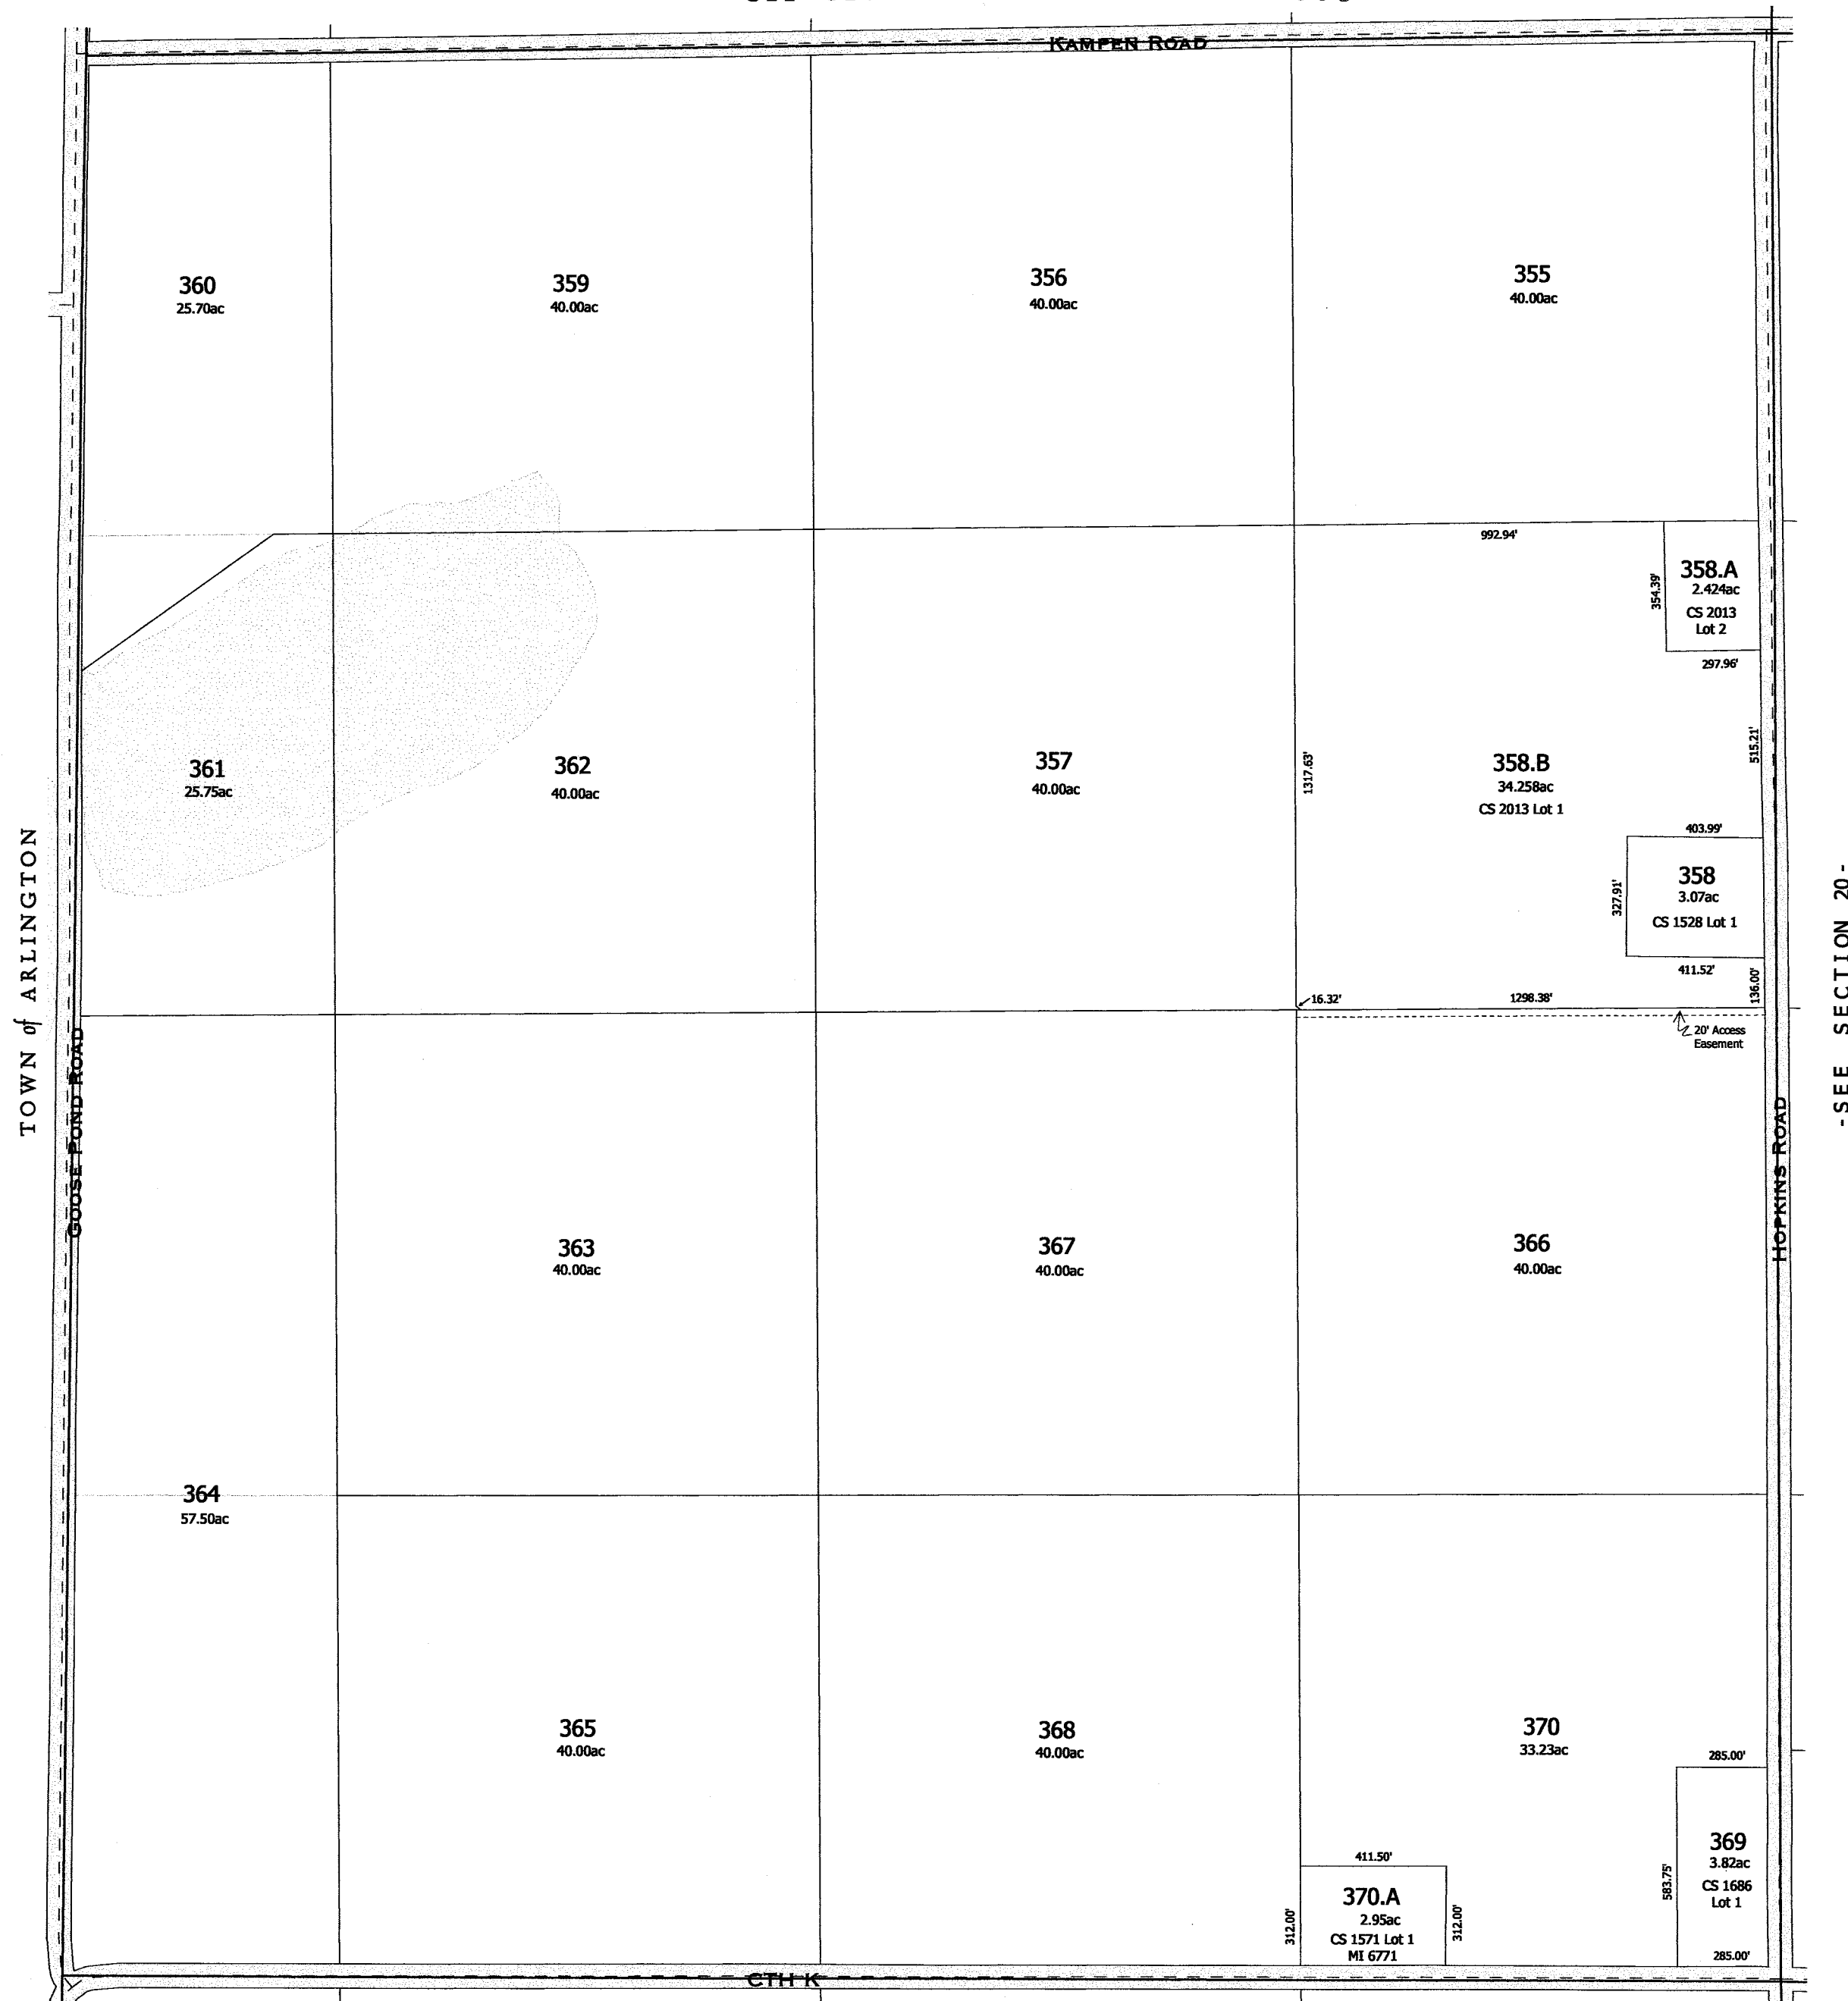 KAMPEN ROAD
360
25.70ac
359
40.00ac
356
40.00ac
355
40.00ac
992.94'
354.39'
358.A
2.424ac
CS 2013
Lot 2
297.96'
515.21'
361
25.75ac
362
40.00ac
357
40.00ac
1317.63'
358.B
34.258ac
CS 2013 Lot 1
403.99'
327.91'
358
3.07ac
CS 1528 Lot 1
411.52'
136.00'
16.32'
1298.38'
20' Access
Easement
TOWN of ARLINGTON
GOOSE POND ROAD
HOPKINS ROAD
-SEE SECTION 20-
363
40.00ac
367
40.00ac
366
40.00ac
364
57.50ac
365
40.00ac
368
40.00ac
370
33.23ac
285.00'
583.75'
369
3.82ac
CS 1686
Lot 1
285.00'
411.50'
312.00'
370.A
2.95ac
CS 1571 Lot 1
MI 6771
312.00'
CTH K